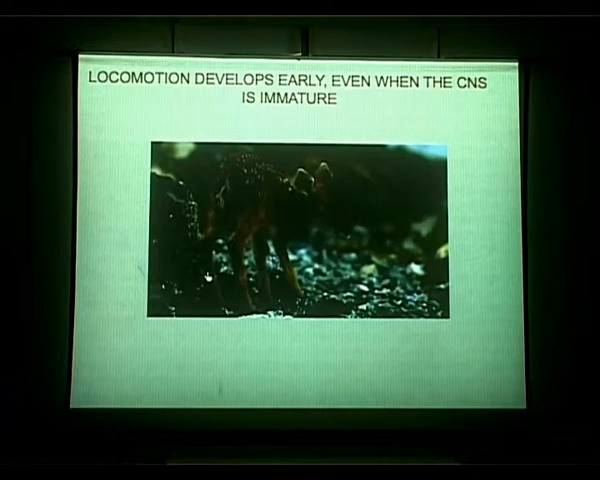 LOCOMOTION DEVELOPS EARLY, EVEN WHEN THE CNS
IS IMMATURE